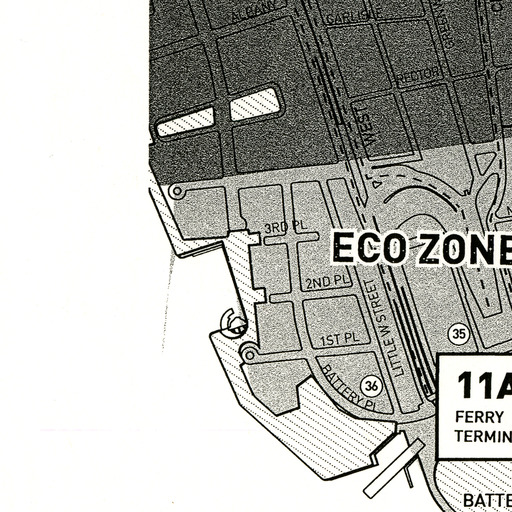 ALBANY
CARLISLE
RECTOR
WEST
3RD PL
ECO ZONE
2ND PL
LITTLE W STREET
1ST PL
35
BATTERY PL
36
11A
FERRY
TERMIN
BATTE